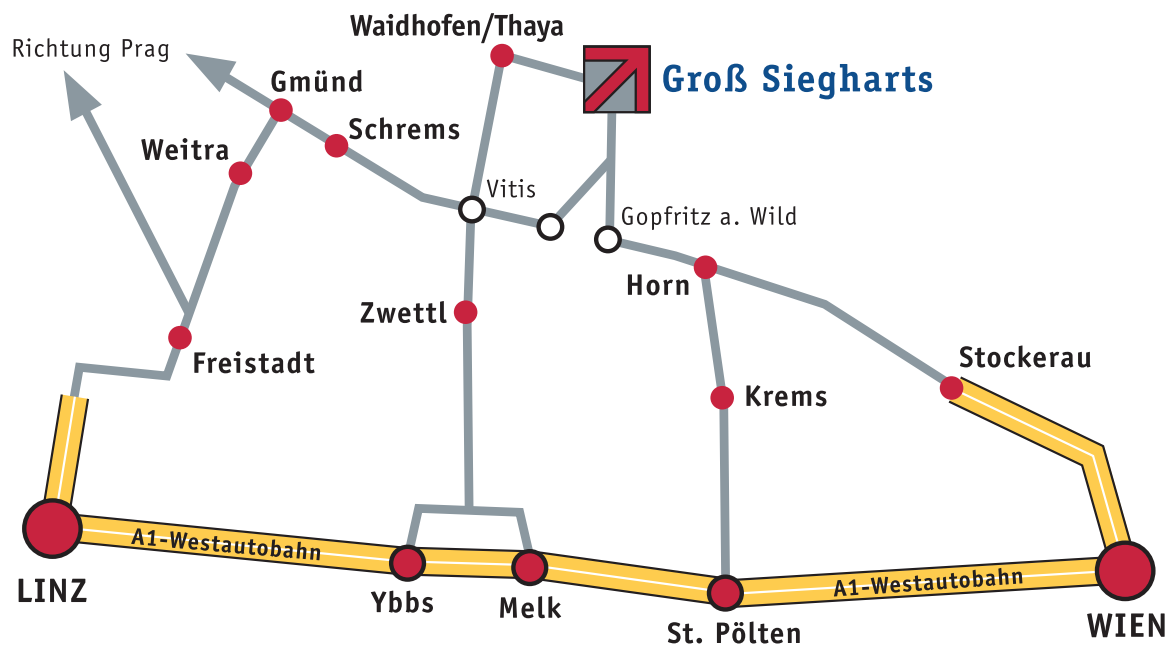 Waidhofen/Thaya
Richtung Prag
Gmünd
Groß Siegharts
Schrems
Weitra
Vitis
Gopfritz a. Wild
Horn
Zwettl
Freistadt
Stockerau
Krems
A1-Westautobahn
A1-Westautobahn
LINZ
Ybbs
Melk
St. Pölten
WIEN